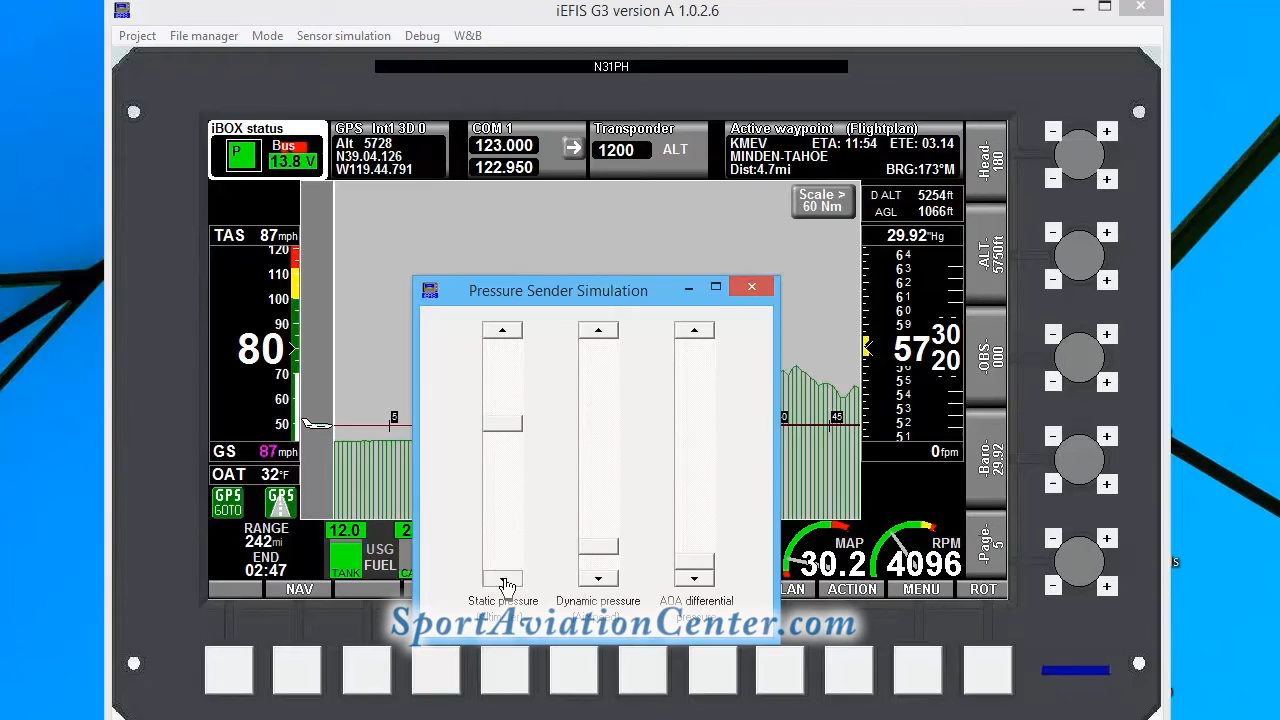 iEFIS G3 version A 1.0.2.6
Project File manager Mode Sensor simulation Debug W&B
N31PH
iBOX status
P
Bus
13.8 V
GPS Int1 3D 0
Alt 5728
N39.04.126
W119.44.791
COM 1
123.000
122.950
Transponder
1200 ALT
Active waypoint (Flightplan)
KMEV ETA: 11:54 ETE: 03.14
MINDEN-TAHOE
Dist:4.7mi BRG:173°M
-Head- 180
Scale >
60 Nm
D ALT 5254ft
AGL 1066ft
TAS 87mph
29.92"Hg
120
100
90
80
70
60
50
GS 87mph
OAT 32°F
GPS
GOTO
GPS
RANGE
242mi
END
02:47
5
45
64
63
62
61
60
59
57 30
20
55
54
53
52
51
0fpm
-ALT- 5750ft
-OBS- 000
-Baro- 29.92
-Page- 5
Pressure Sender Simulation
Static pressure Dynamic pressure AOA differential
pressure
12.0
TANK
USG
FUEL
MAP
30.2
RPM
4096
NAV
LAN ACTION MENU ROT
SportAviationCenter.com